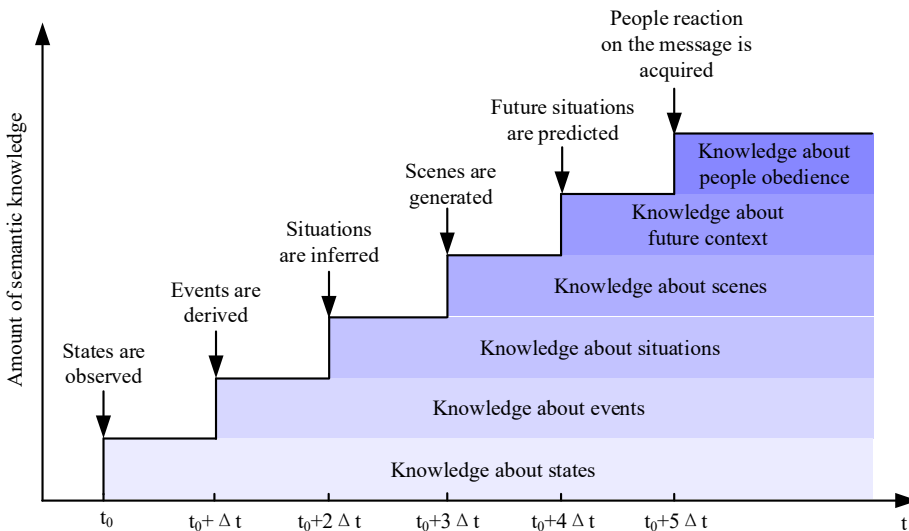 People reaction
on the message is
acquired
Future situations
are predicted
Scenes are
generated
Situations
are inferred
Events are
derived
States are
observed
Amount of semantic knowledge
Knowledge about
people obedience
Knowledge about
future context
Knowledge about scenes
Knowledge about situations
Knowledge about events
Knowledge about states
t₀
t₀+ Δ t
t₀+2 Δ t
t₀+3 Δ t
t₀+4 Δ t
t₀+5 Δ t
t